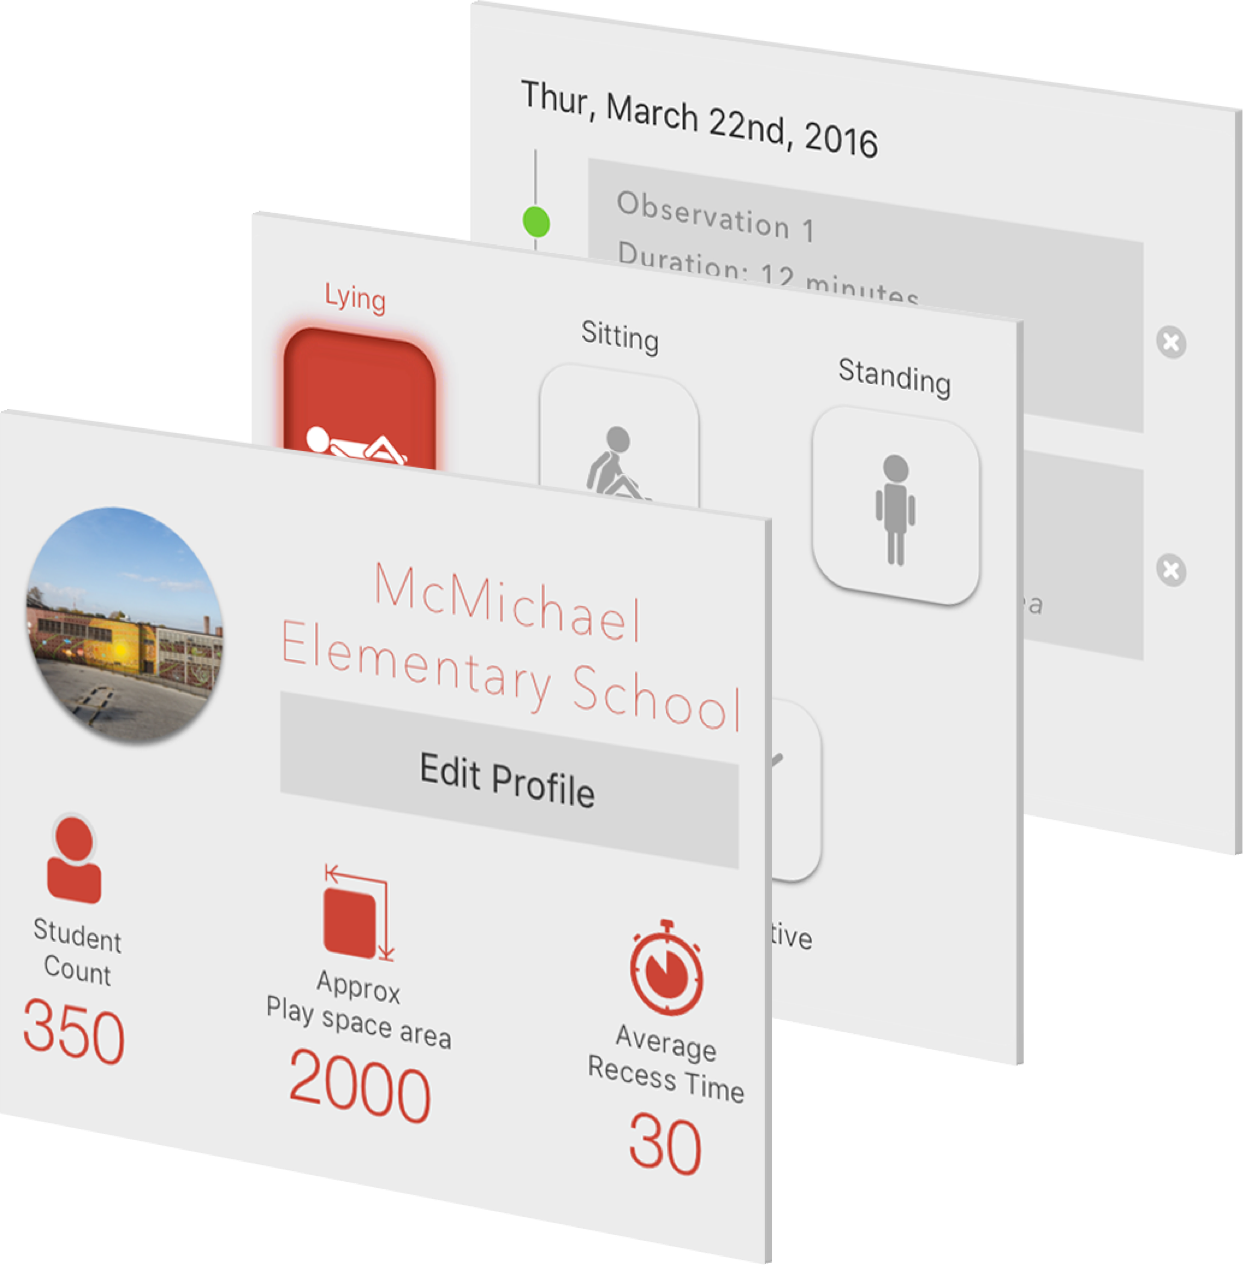 Thur, March 22nd, 2016
Observation 1
Duration: 12 minutes
Lying
Sitting
Standing
McMichael
Elementary School
Edit Profile
Student
Count
350
Approx
Play space area
2000
Average
Recess Time
30